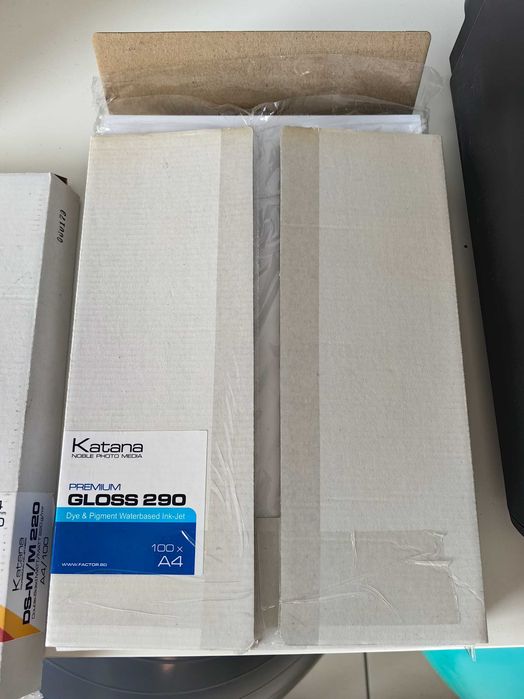 000173
Katana
NOBLE PHOTO MEDIA
PREMIUM
GLOSS 290
Dye & Pigment Waterbased Ink-Jet
100 x
A4
WWW.FACTOR.BG
Katana
DS-M/M 220
A4/100